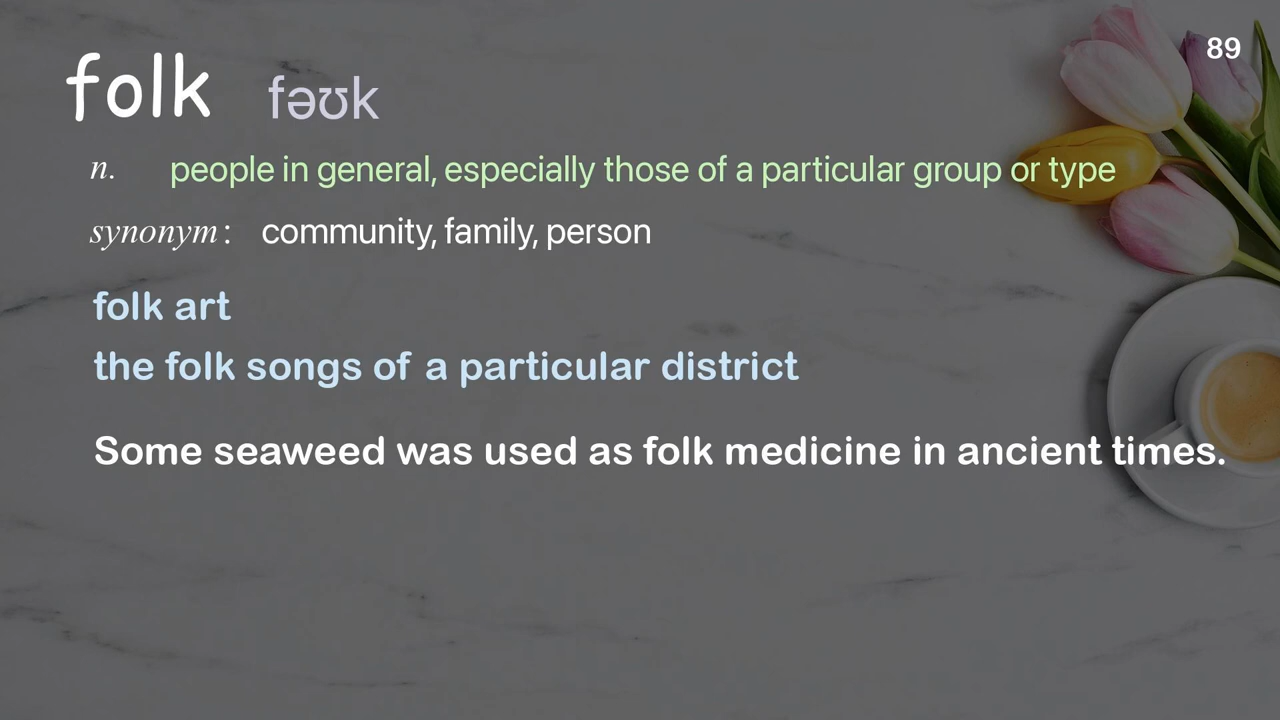 89
folk fəʊk
n. people in general, especially those of a particular group or type
synonym: community, family, person
folk art
the folk songs of a particular district
Some seaweed was used as folk medicine in ancient times.